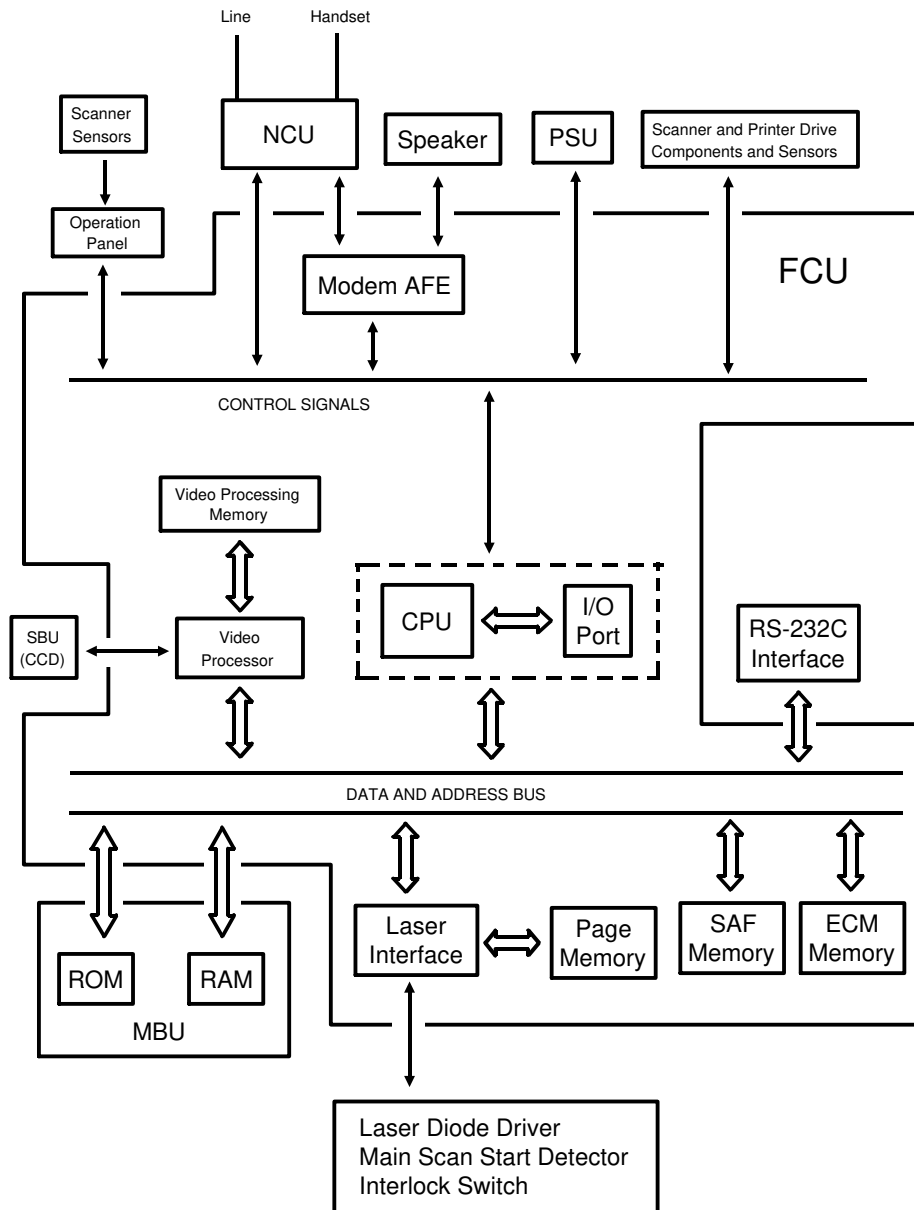 Line
Handset
Scanner
Sensors
NCU
Speaker
PSU
Scanner and Printer Drive
Components and Sensors
Operation
Panel
Modem AFE
FCU
CONTROL SIGNALS
Video Processing
Memory
CPU
I/O
Port
SBU
(CCD)
Video
Processor
RS-232C
Interface
DATA AND ADDRESS BUS
Laser
Interface
Page
Memory
SAF
Memory
ECM
Memory
ROM
RAM
MBU
Laser Diode Driver
Main Scan Start Detector
Interlock Switch